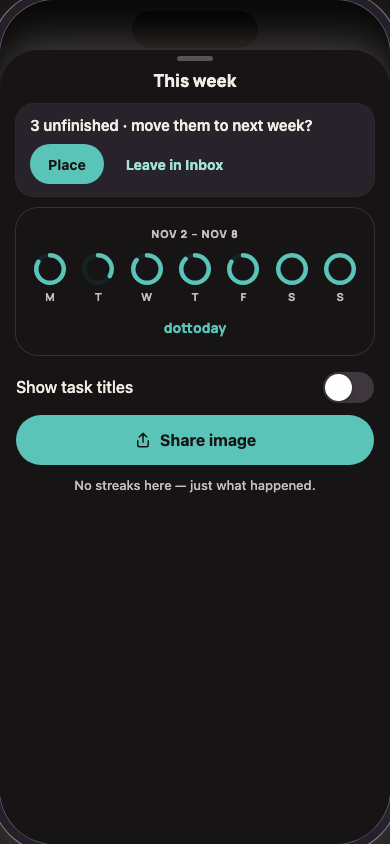 This week
3 unfinished · move them to next week?
Place
Leave in Inbox
NOV 2 – NOV 8
M T W T F S S
dottoday
Show task titles
Share image
No streaks here — just what happened.